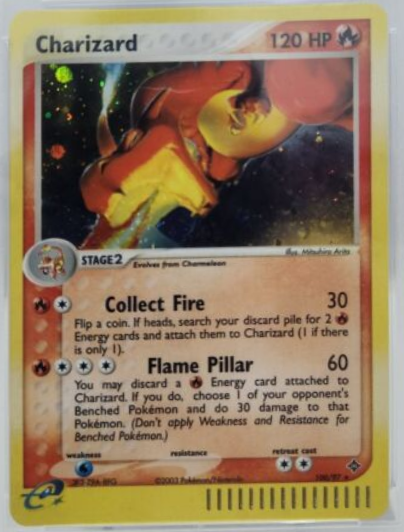 Charizard 120 HP
Illus. Mitsuhiro Arita
STAGE2
Evolves from Charmeleon
Collect Fire 30
Flip a coin. If heads, search your discard pile for 2
Energy cards and attach them to Charizard (1 if there
is only 1).
Flame Pillar 60
You may discard a Energy card attached to
Charizard. If you do, choose 1 of your opponent's
Benched Pokémon and do 30 damage to that
Pokémon. (Don't apply Weakness and Resistance for
Benched Pokémon.)
weakness resistance retreat cost
©2003 Pokémon/Nintendo 100/97
e